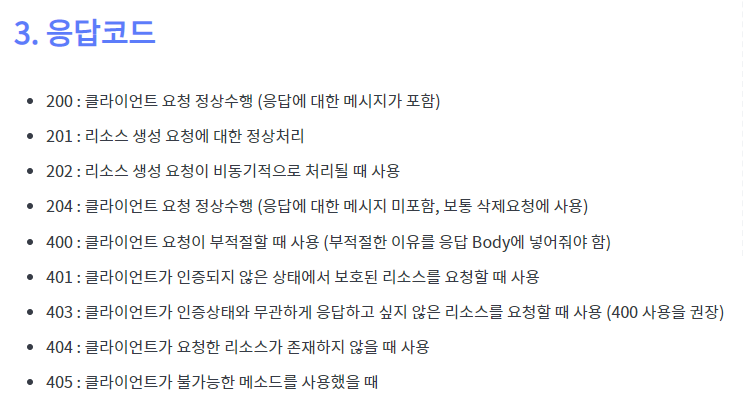 3. 응답코드
• 200 : 클라이언트 요청 정상수행 (응답에 대한 메시지가 포함)
• 201 : 리소스 생성 요청에 대한 정상처리
• 202 : 리소스 생성 요청이 비동기적으로 처리될 때 사용
• 204 : 클라이언트 요청 정상수행 (응답에 대한 메시지 미포함, 보통 삭제요청에 사용)
• 400 : 클라이언트 요청이 부적절할 때 사용 (부적절한 이유를 응답 Body에 넣어줘야 함)
• 401 : 클라이언트가 인증되지 않은 상태에서 보호된 리소스를 요청할 때 사용
• 403 : 클라이언트가 인증상태와 무관하게 응답하고 싶지 않은 리소스를 요청할 때 사용 (400 사용을 권장)
• 404 : 클라이언트가 요청한 리소스가 존재하지 않을 때 사용
• 405 : 클라이언트가 불가능한 메소드를 사용했을 때